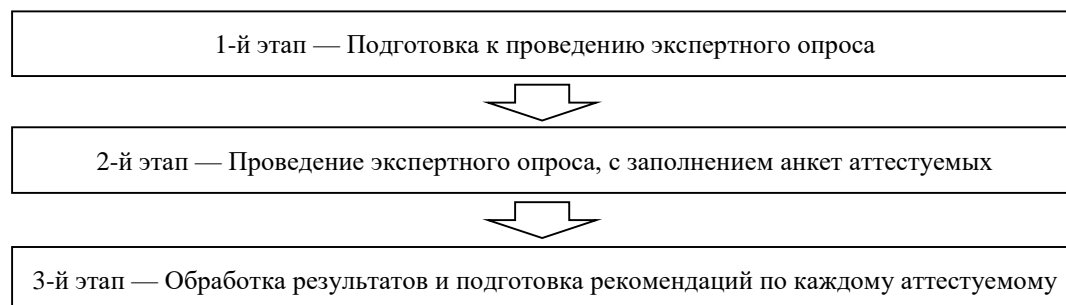 1-й этап — Подготовка к проведению экспертного опроса
2-й этап — Проведение экспертного опроса, с заполнением анкет аттестуемых
3-й этап — Обработка результатов и подготовка рекомендаций по каждому аттестуемому